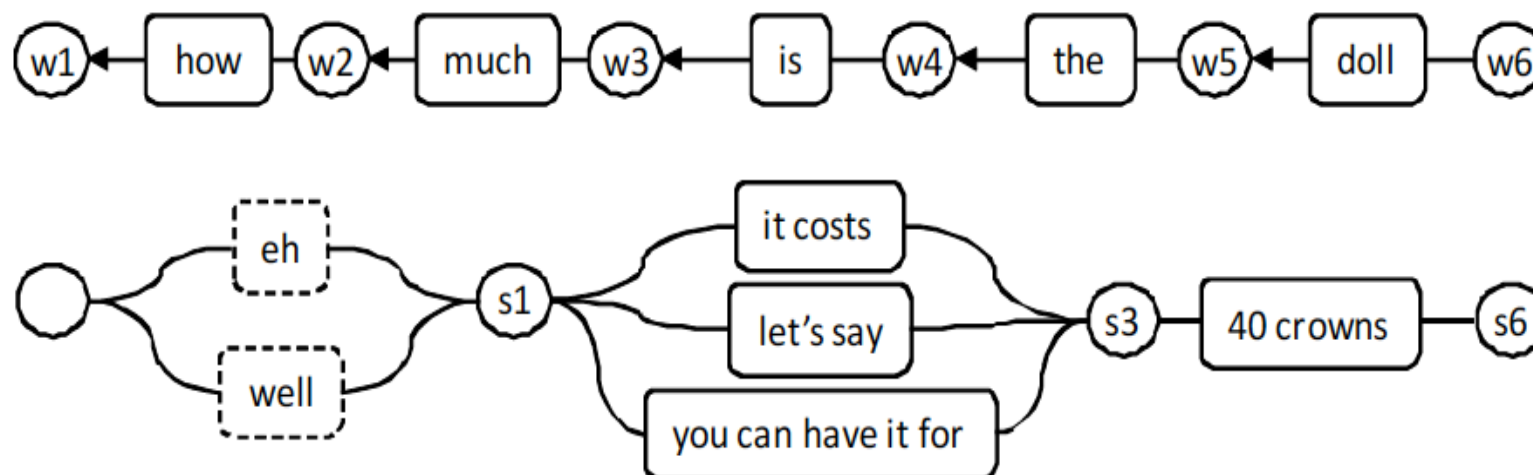 w1 how w2 much w3 is w4 the w5 doll w6
it costs
eh
s1
let's say
s3 40 crowns s6
well
you can have it for